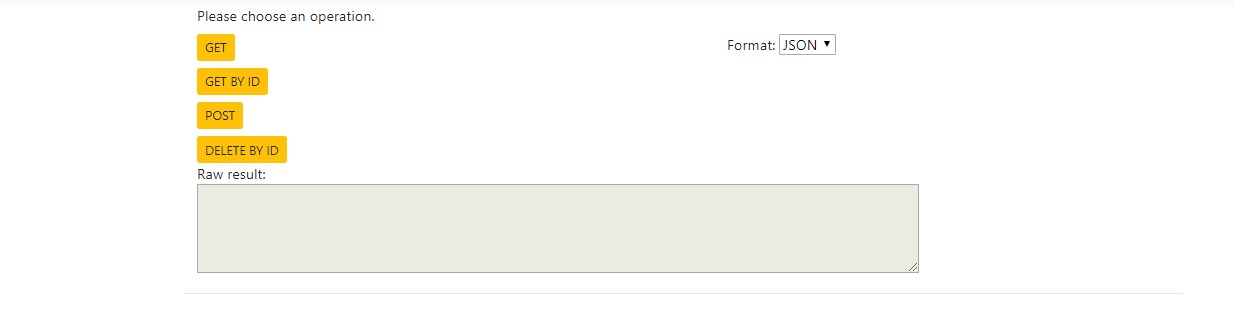 Please choose an operation.
GET
Format: JSON
GET BY ID
POST
DELETE BY ID
Raw result: